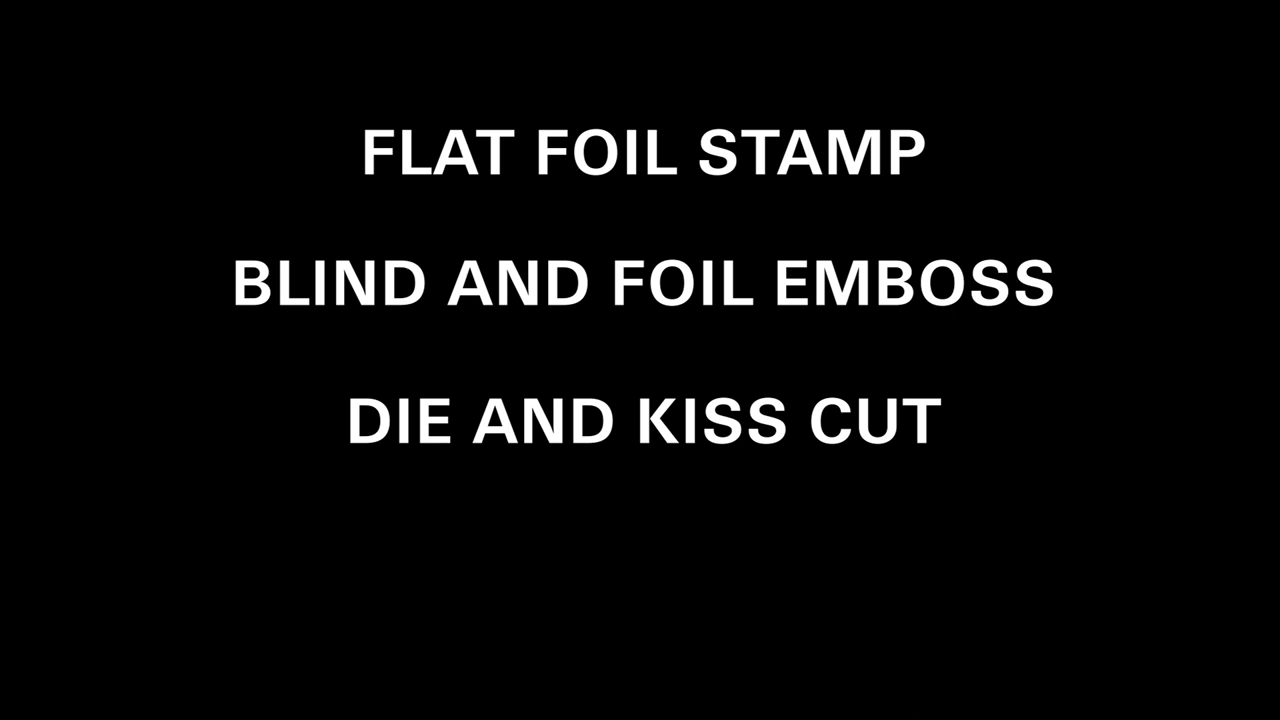 FLAT FOIL STAMP
BLIND AND FOIL EMBOSS
DIE AND KISS CUT